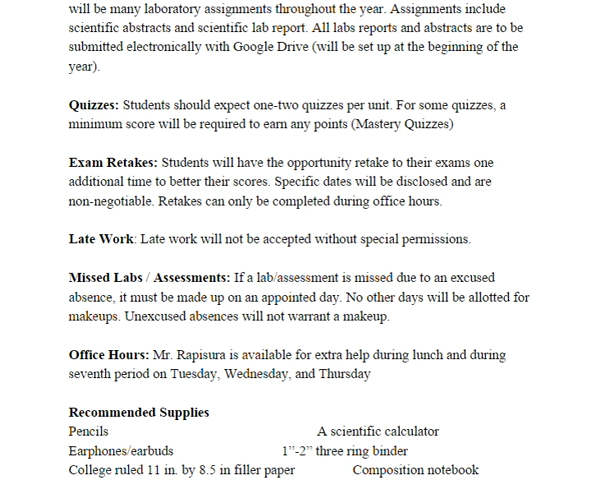 will be many laboratory assignments throughout the year. Assignments include
scientific abstracts and scientific lab report. All labs reports and abstracts are to be
submitted electronically with Google Drive (will be set up at the beginning of the
year).
Quizzes: Students should expect one-two quizzes per unit. For some quizzes, a
minimum score will be required to earn any points (Mastery Quizzes)
Exam Retakes: Students will have the opportunity retake to their exams one
additional time to better their scores. Specific dates will be disclosed and are
non-negotiable. Retakes can only be completed during office hours.
Late Work: Late work will not be accepted without special permissions.
Missed Labs / Assessments: If a lab/assessment is missed due to an excused
absence, it must be made up on an appointed day. No other days will be allotted for
makeups. Unexcused absences will not warrant a makeup.
Office Hours: Mr. Rapisura is available for extra help during lunch and during
seventh period on Tuesday, Wednesday, and Thursday
Recommended Supplies
Pencils A scientific calculator
Earphones/earbuds 1”-2” three ring binder
College ruled 11 in. by 8.5 in filler paper Composition notebook